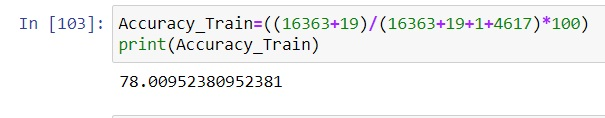 In [103]: Accuracy_Train=((16363+19)/(16363+19+1+4617)*100)
print(Accuracy_Train)
78.00952380952381